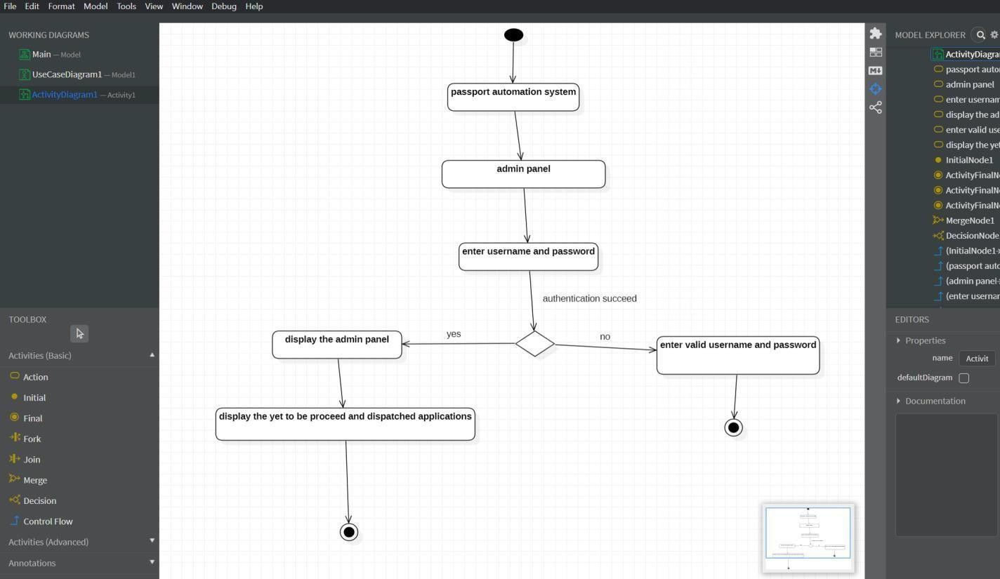 File Edit Format Model Tools View Window Debug Help
WORKING DIAGRAMS
Main — Model
UseCaseDiagram1 — Model1
ActivityDiagram1 — Activity1
TOOLBOX
Activities (Basic)
Action
Initial
Final
Fork
Join
Merge
Decision
Control Flow
Activities (Advanced)
Annotations
passport automation system
admin panel
enter username and password
authentication succeed
yes
no
display the admin panel
enter valid username and password
display the yet to be proceed and dispatched applications
MODEL EXPLORER
ActivityDiagra
passport auto
admin panel
enter usernam
display the ad
enter valid use
display the yet
InitialNode1
ActivityFinalN
ActivityFinalN
ActivityFinalN
MergeNode1
DecisionNode
(InitialNode1
(passport auto
(admin panel
(enter usernar
EDITORS
Properties
name Activit
defaultDiagram
Documentation